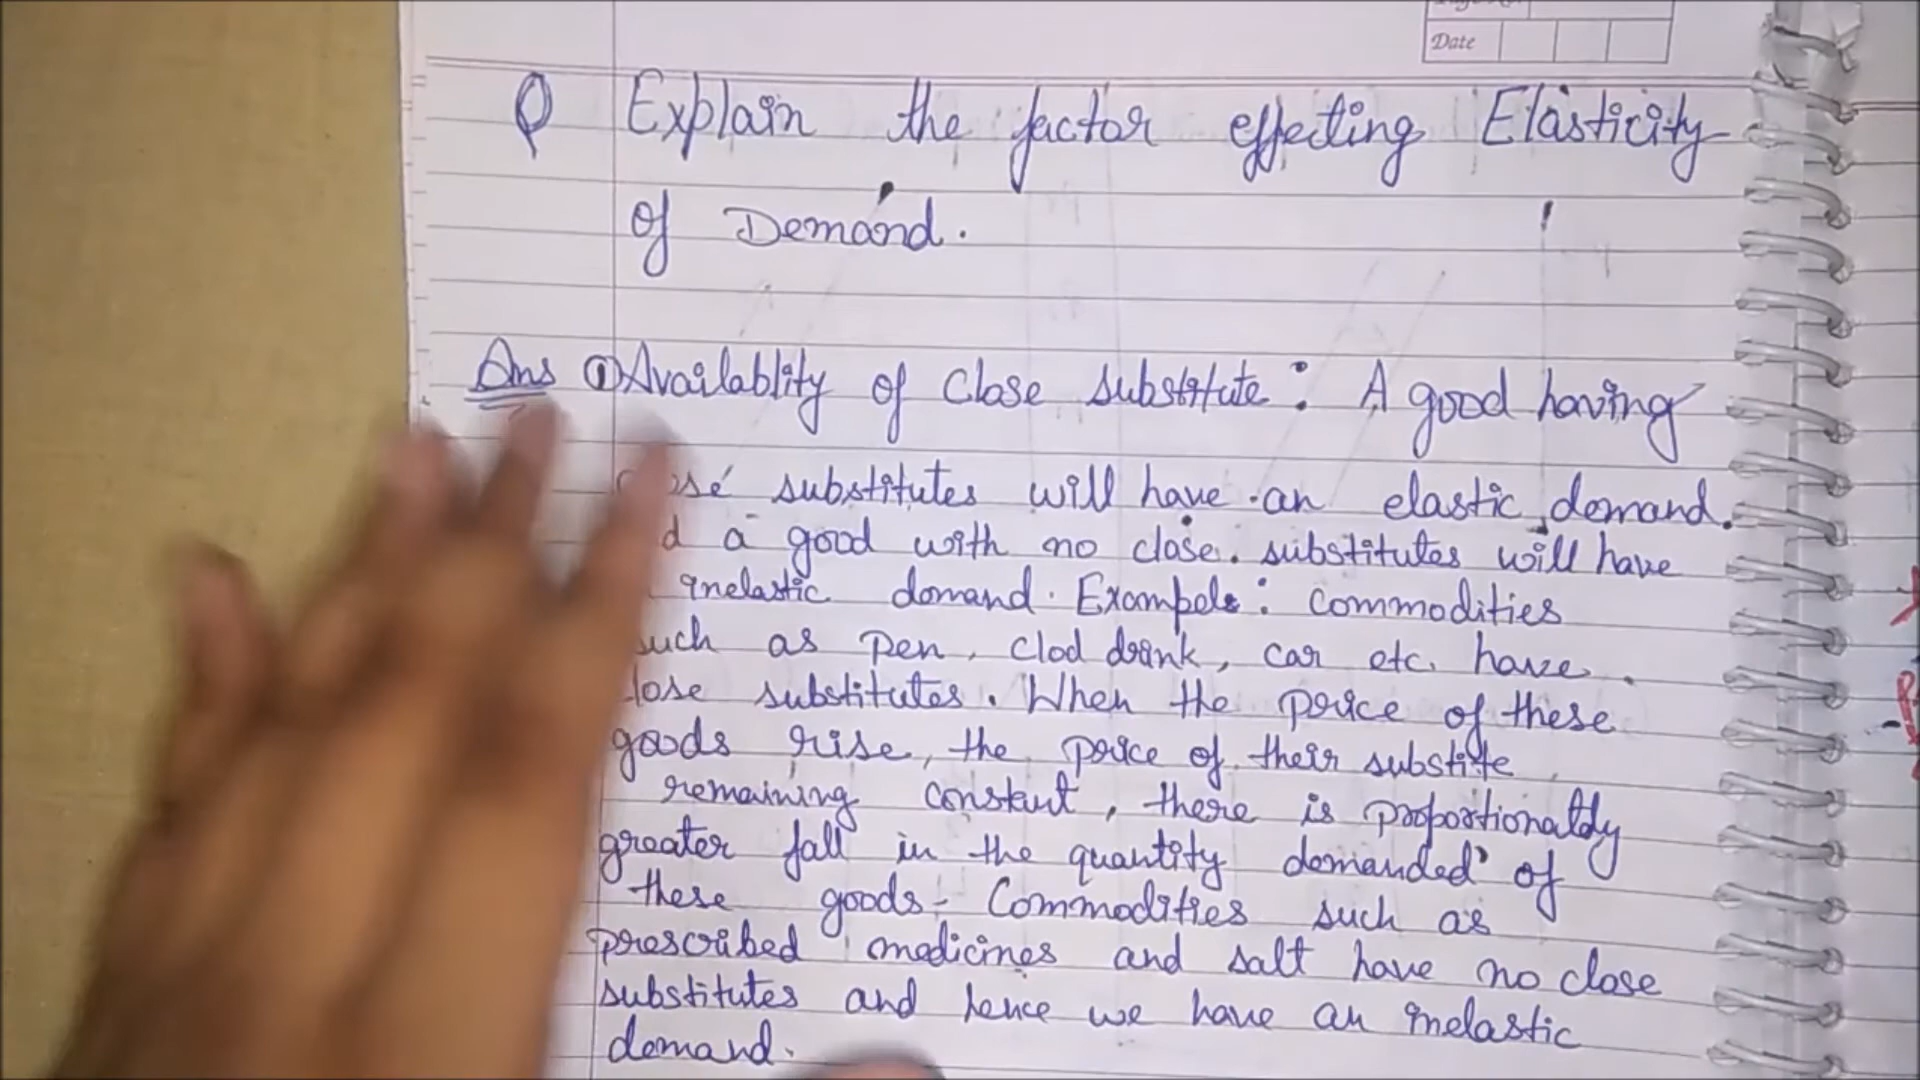 Date
Q Explain the factor effecting Elasticity
of Demand.
Ans ① Availablity of Close Substitute : A good having
substitutes will have an elastic demand.
a good with no close. substitutes will have
inelastic demand. Exampel : Commodities
such as Pen, Clod drink, car etc. have.
substitutes. When the price of these
goods rise, the price of their substite
remaining constant, there is proportionaldy
greater fall in the quantity demanded of
these goods- Commodities such as
prescribed medicines and salt have no close
substitutes and hence we have an inelastic
demand.